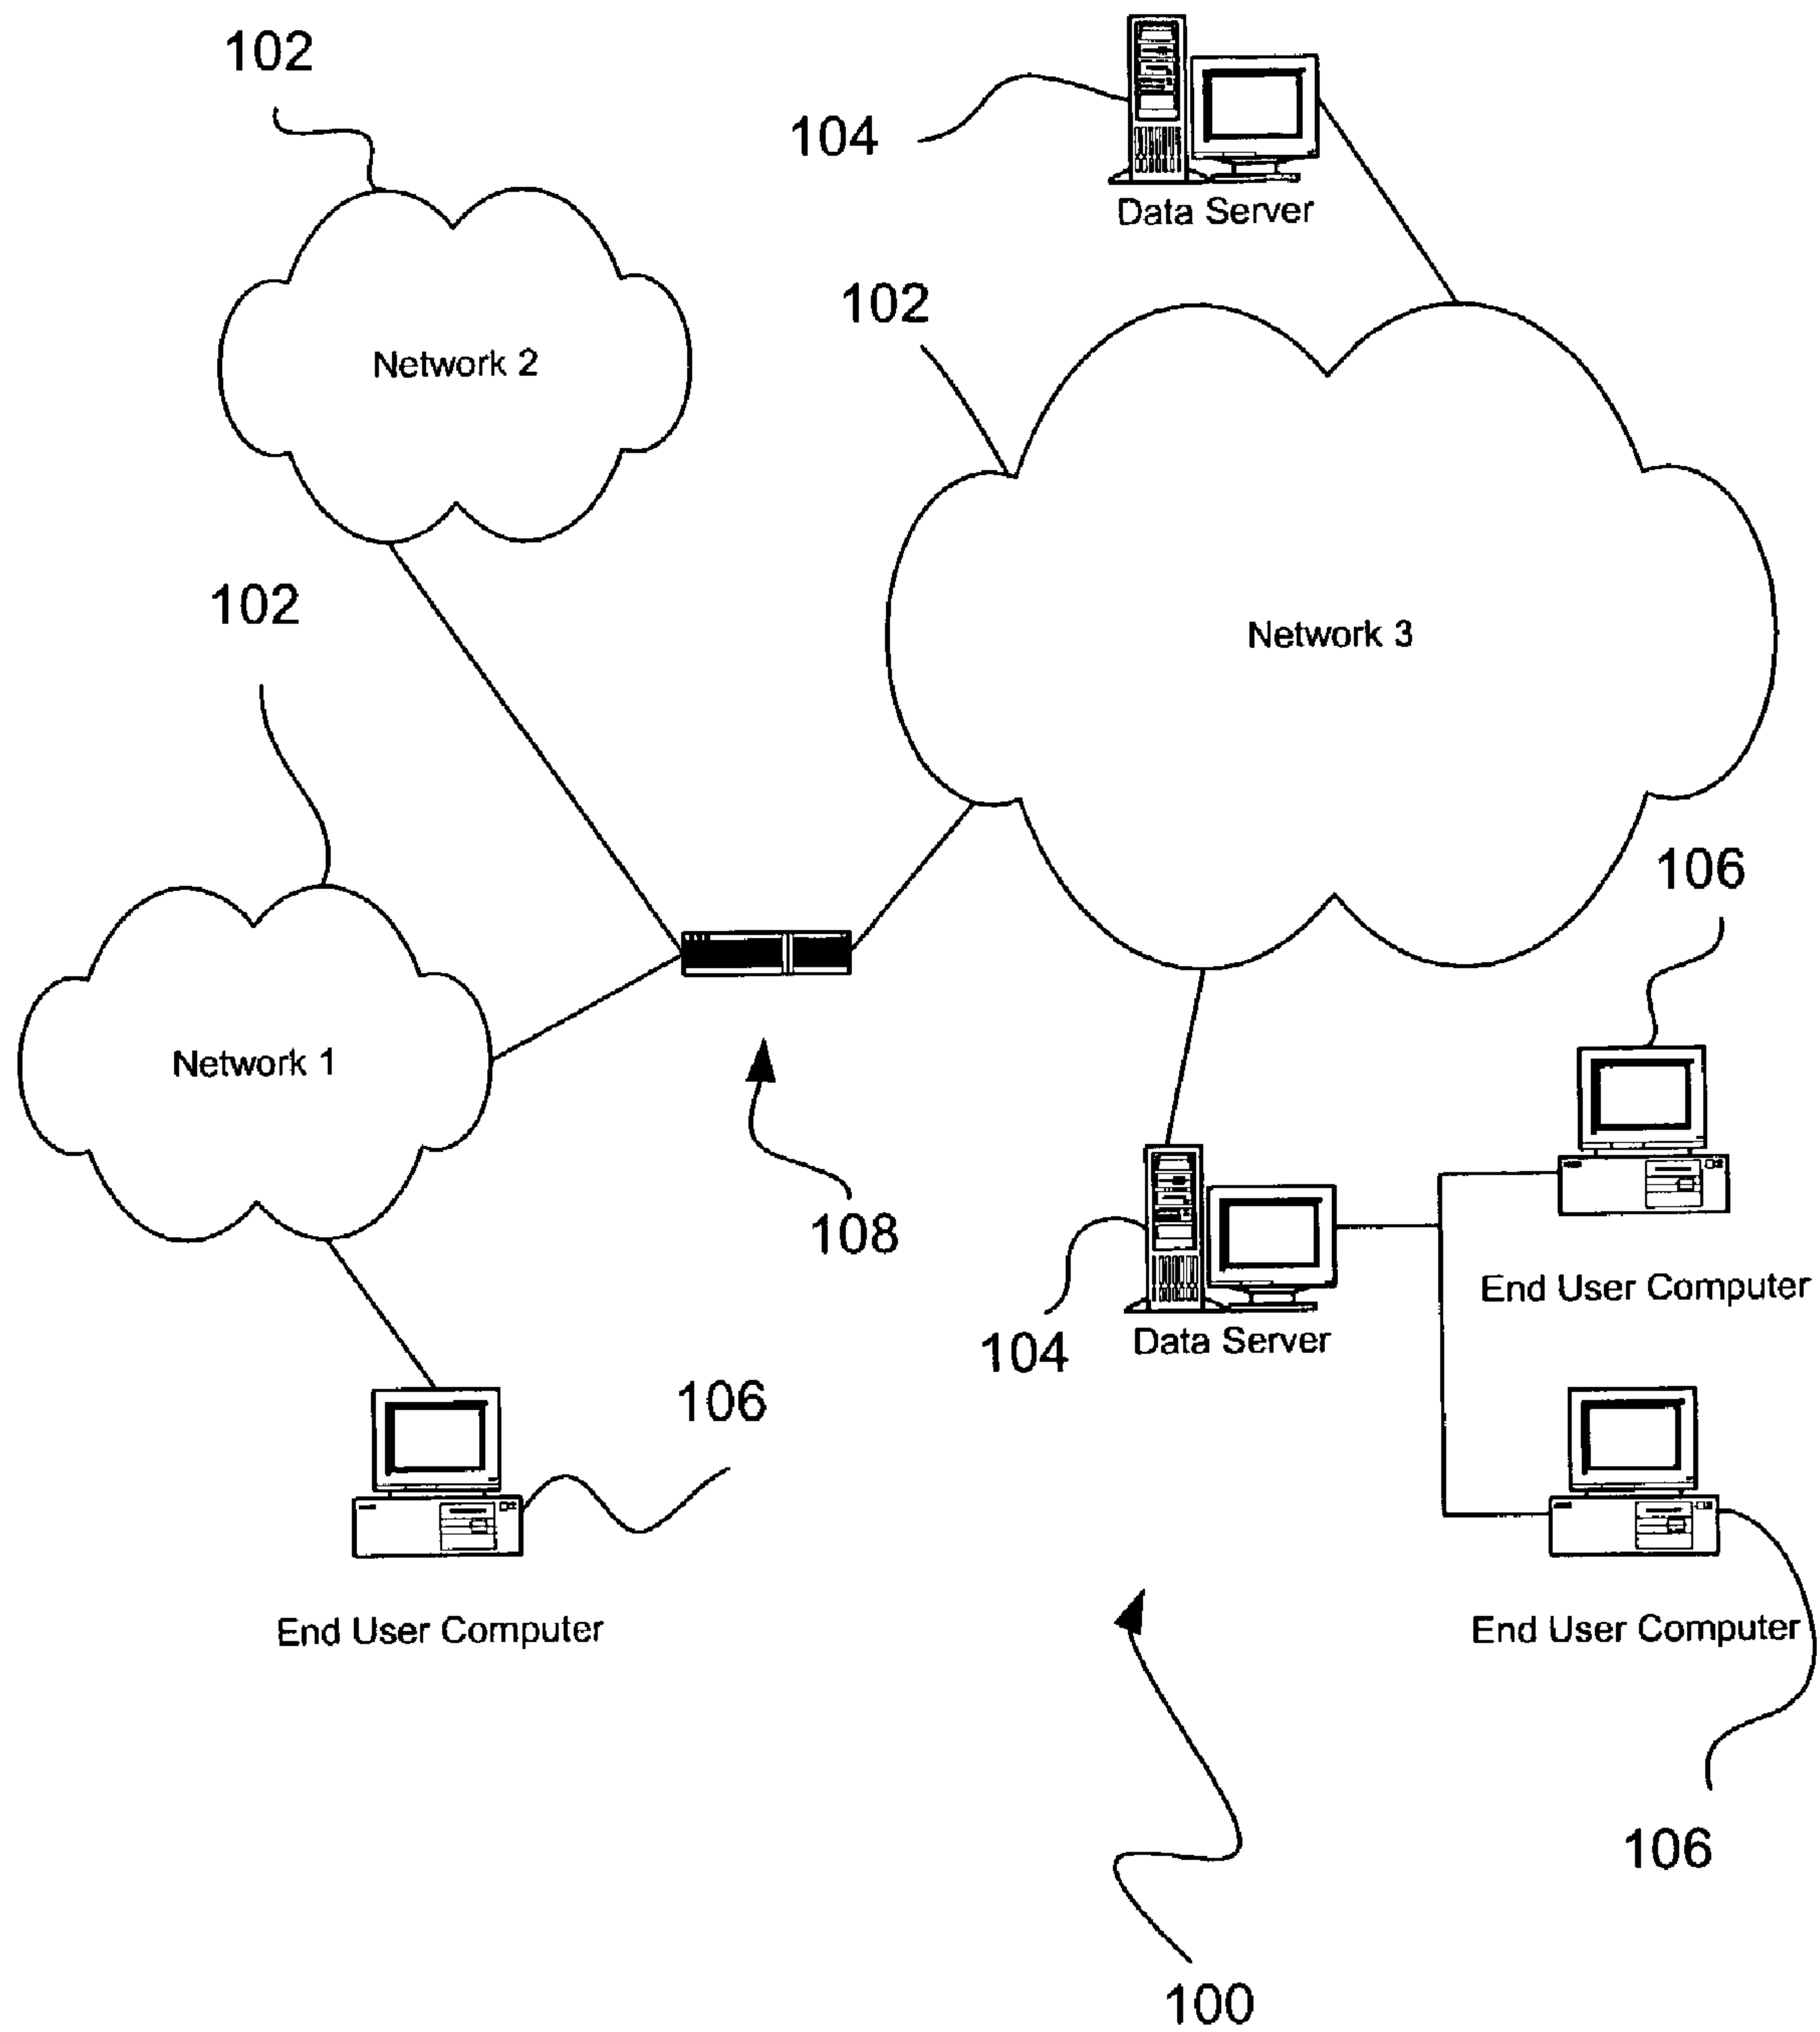 102
104
Data Server
102
Network 2
102
Network 3
106
Network 1
108
End User Computer
104
Data Server
106
End User Computer
End User Computer
106
100